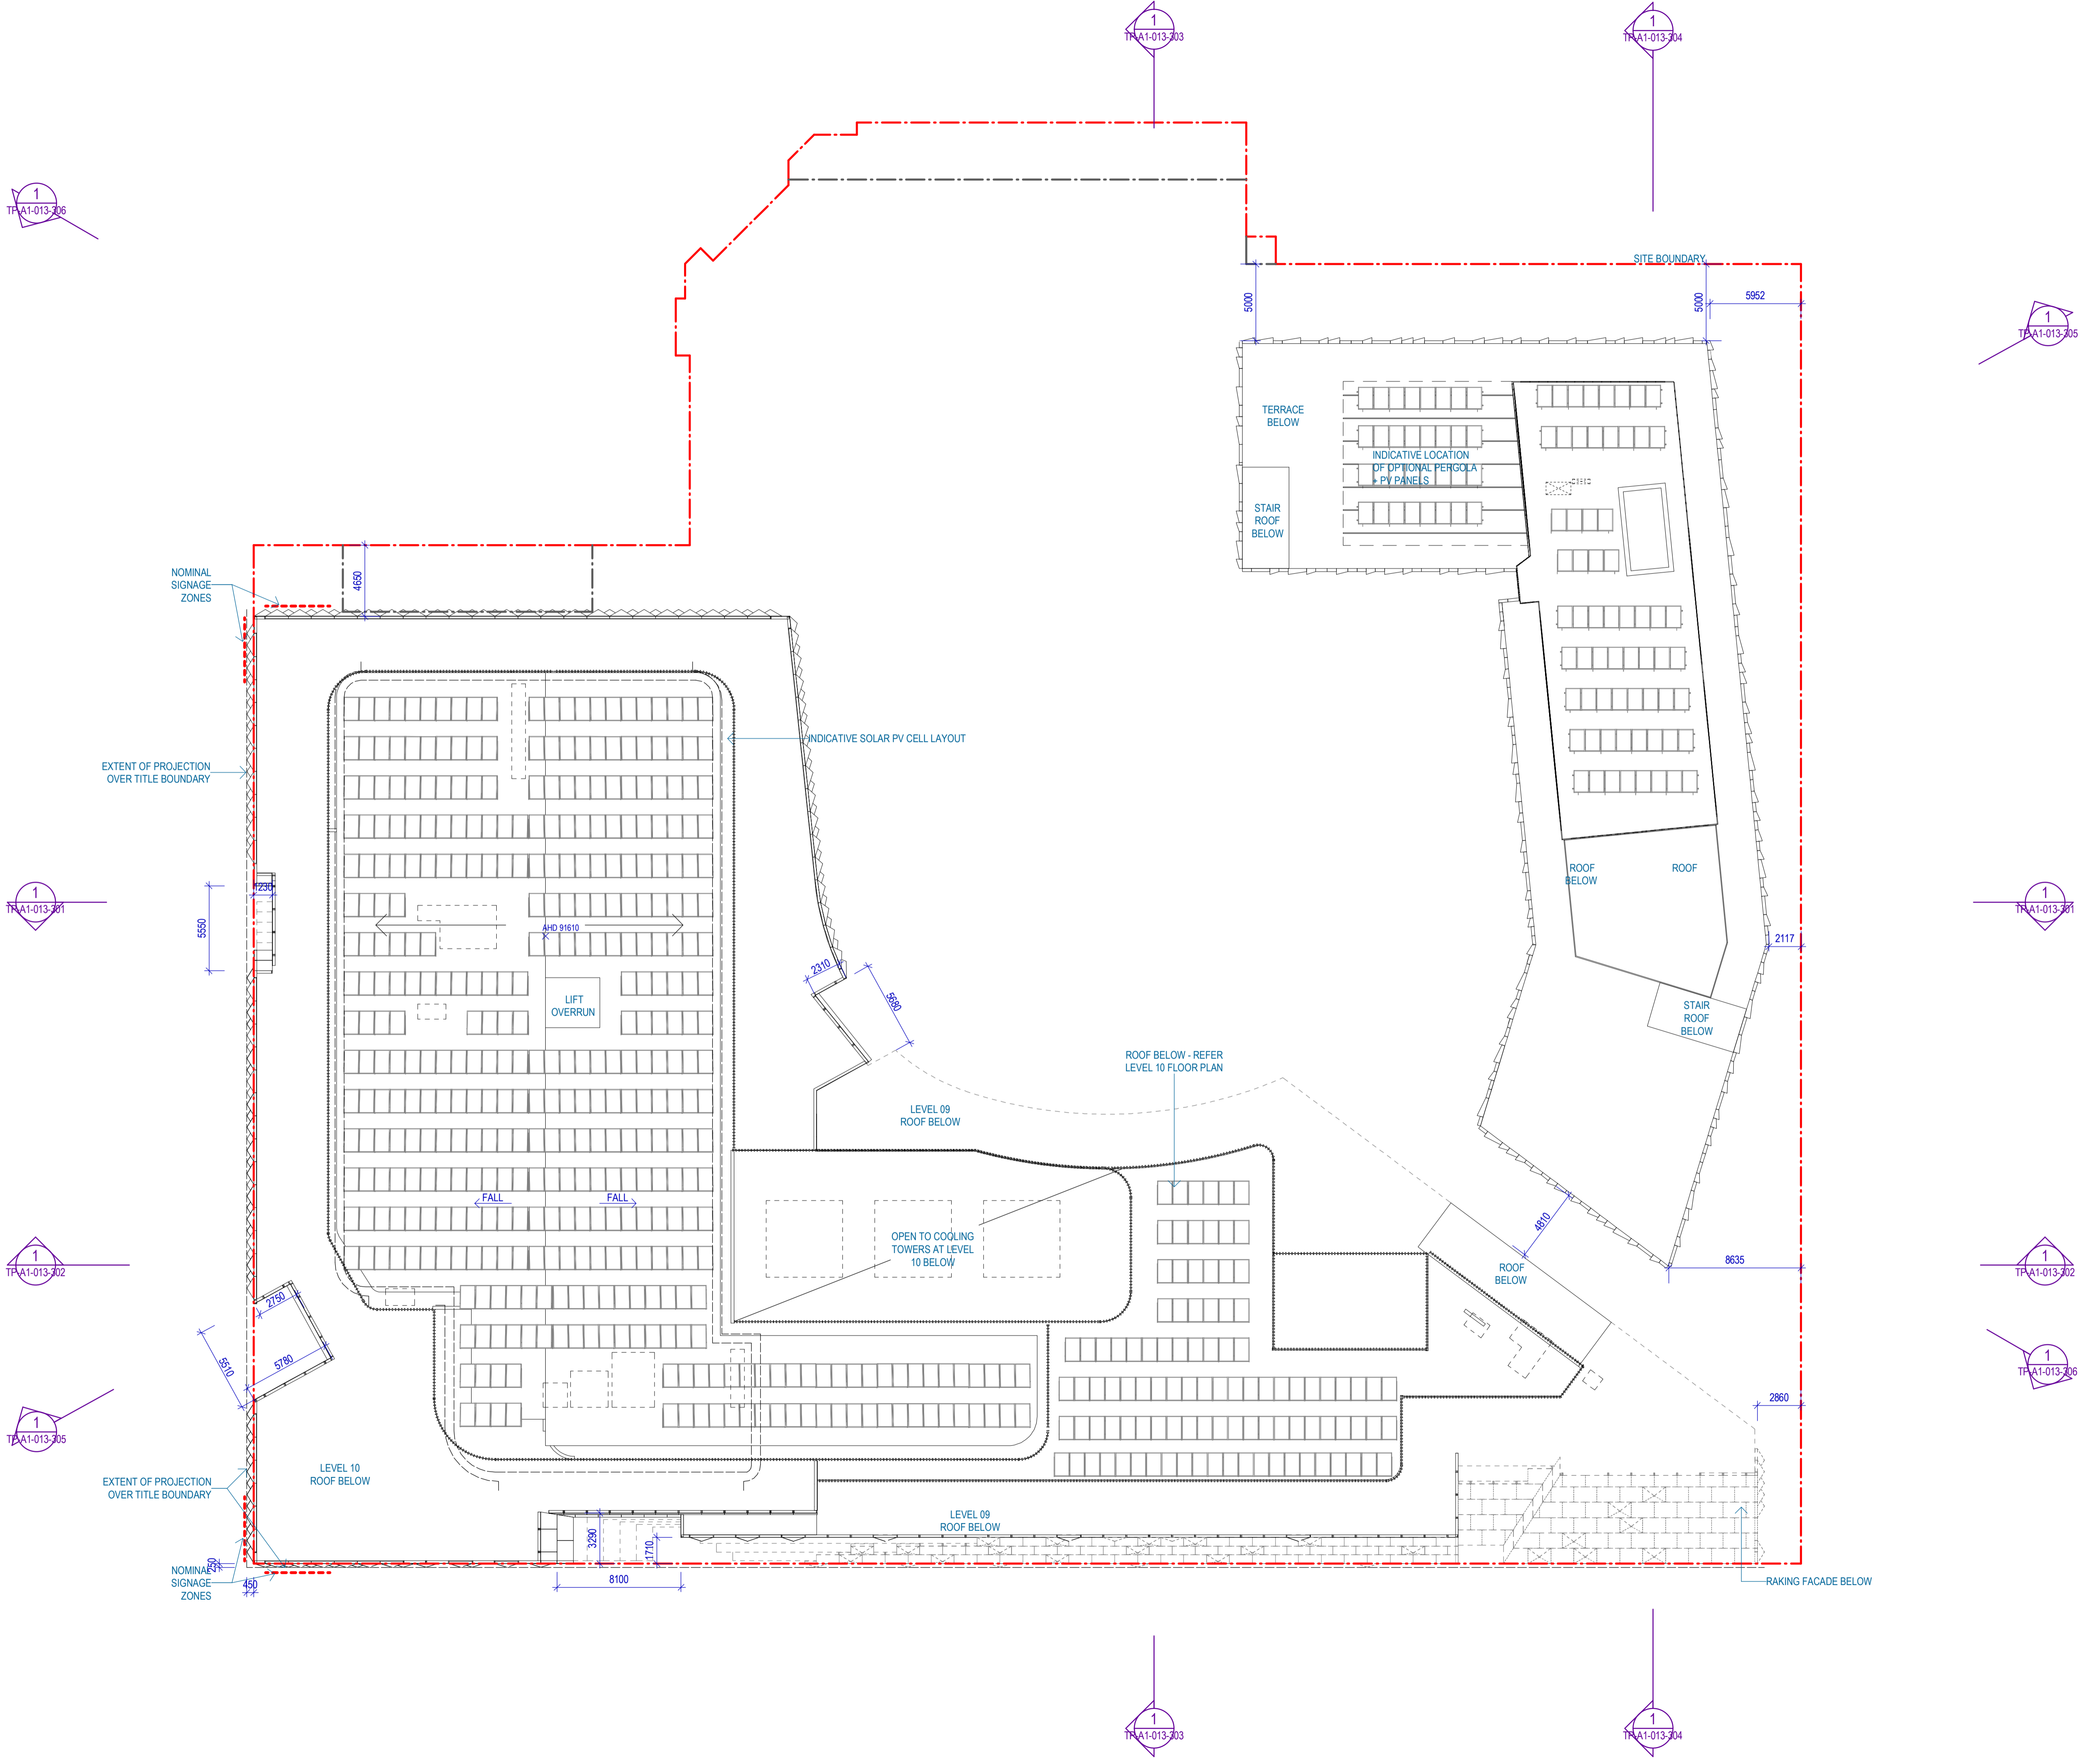 1
TP-A1-013-303
1
TP-A1-013-304
1
TP-A1-013-306
SITE BOUNDARY
5000
5000
5952
1
TP-A1-013-305
TERRACE
BELOW
INDICATIVE LOCATION
OF OPTIONAL PERGOLA
+ PV PANELS
STAIR
ROOF
BELOW
4650
NOMINAL
SIGNAGE
ZONES
INDICATIVE SOLAR PV CELL LAYOUT
EXTENT OF PROJECTION
OVER TITLE BOUNDARY
ROOF
BELOW
ROOF
1230
5550
1
TP-A1-013-301
1
TP-A1-013-301
AHD 91610
2117
2310
5680
LIFT
OVERRUN
STAIR
ROOF
BELOW
ROOF BELOW - REFER
LEVEL 10 FLOOR PLAN
LEVEL 09
ROOF BELOW
FALL
FALL
4810
OPEN TO COOLING
TOWERS AT LEVEL
10 BELOW
1
TP-A1-013-302
8635
1
TP-A1-013-302
ROOF
BELOW
2750
5780
5510
1
TP-A1-013-306
2860
1
TP-A1-013-305
LEVEL 10
ROOF BELOW
EXTENT OF PROJECTION
OVER TITLE BOUNDARY
LEVEL 09
ROOF BELOW
3290
1710
250
NOMINAL
SIGNAGE
ZONES
450
8100
RAKING FACADE BELOW
1
TP-A1-013-303
1
TP-A1-013-304